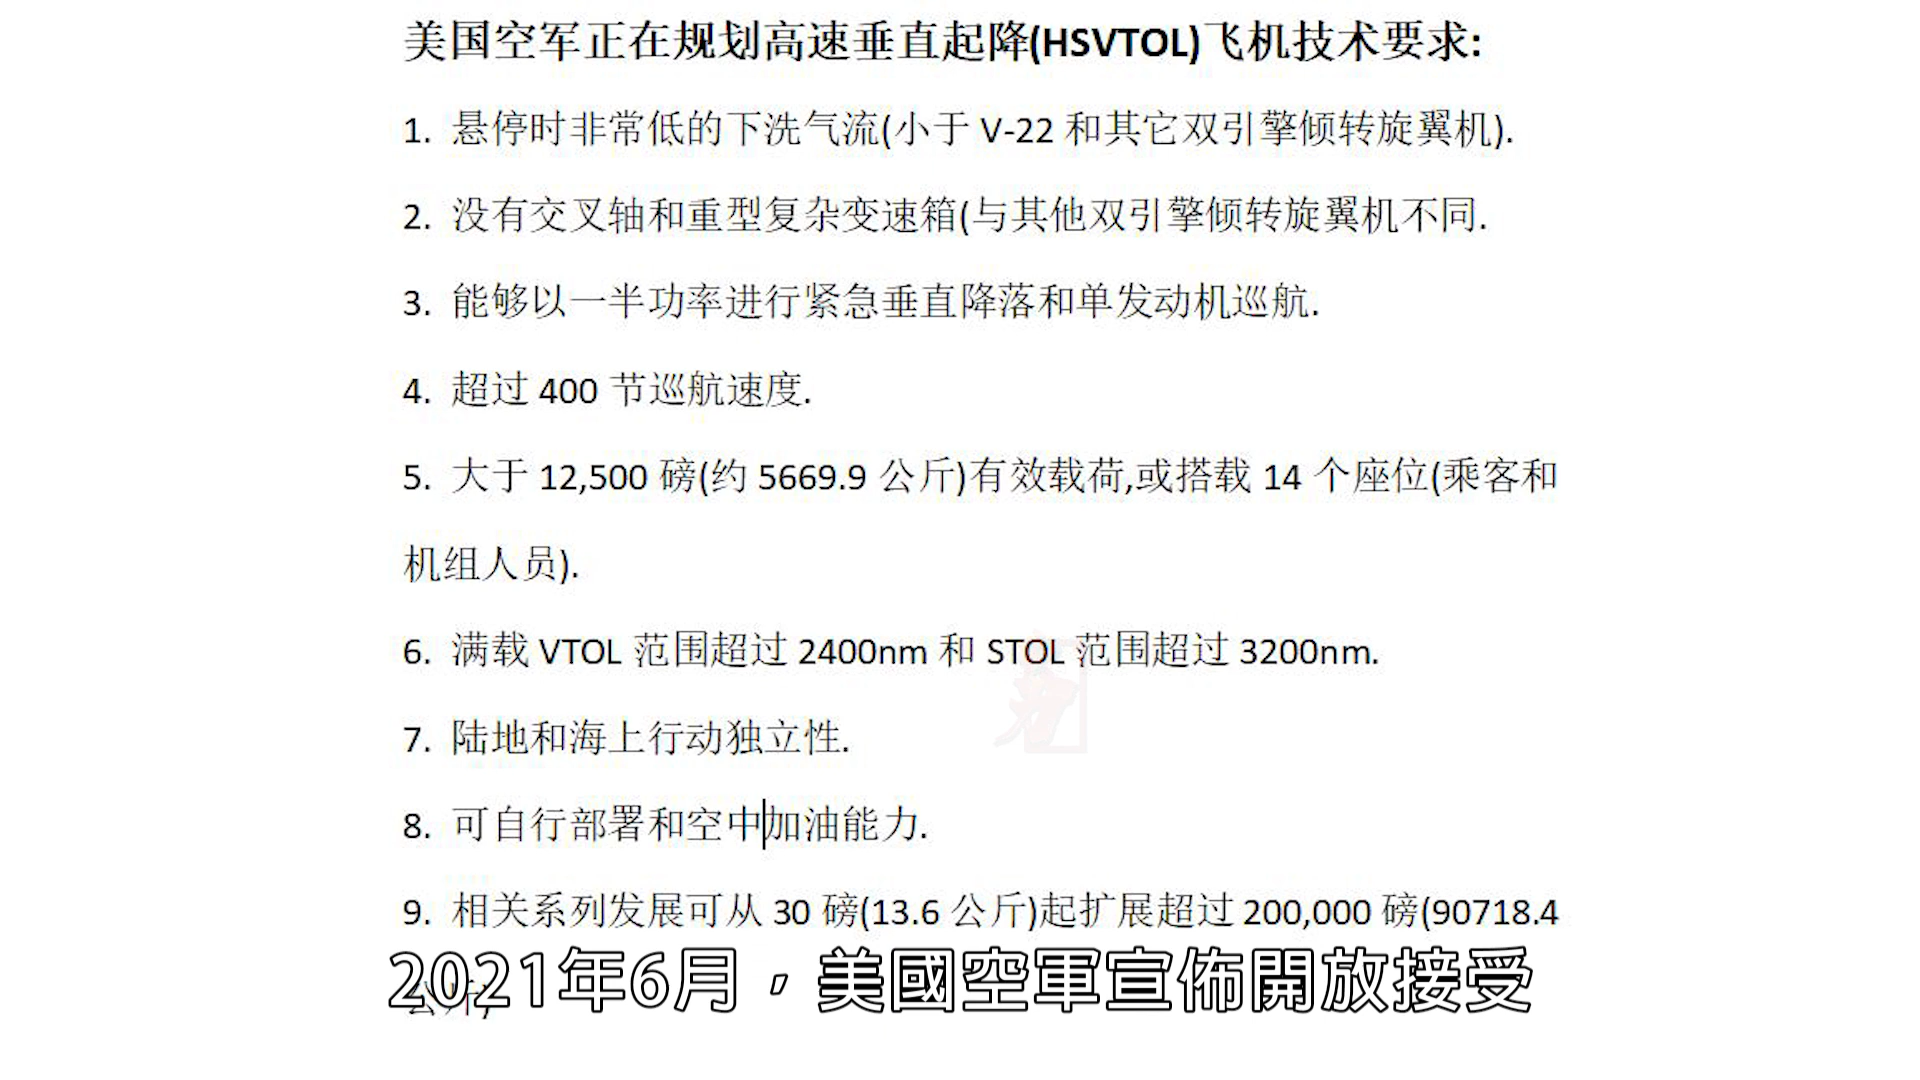 美国空军正在规划高速垂直起降(HSVTOL)飞机技术要求:
1. 悬停时非常低的下洗气流(小于 V-22 和其它双引擎倾转旋翼机).
2. 没有交叉轴和重型复杂变速箱(与其他双引擎倾转旋翼机不同.
3. 能够以一半功率进行紧急垂直降落和单发动机巡航.
4. 超过 400 节巡航速度.
5. 大于 12,500 磅(约 5669.9 公斤)有效载荷,或搭载 14 个座位(乘客和
机组人员).
6. 满载 VTOL 范围超过 2400nm 和 STOL 范围超过 3200nm.
7. 陆地和海上行动独立性.
8. 可自行部署和空中加油能力.
9. 相关系列发展可从 30 磅(13.6 公斤)起扩展超过 200,000 磅(90718.4
公斤)
2021年6月，美國空軍宣佈開放接受